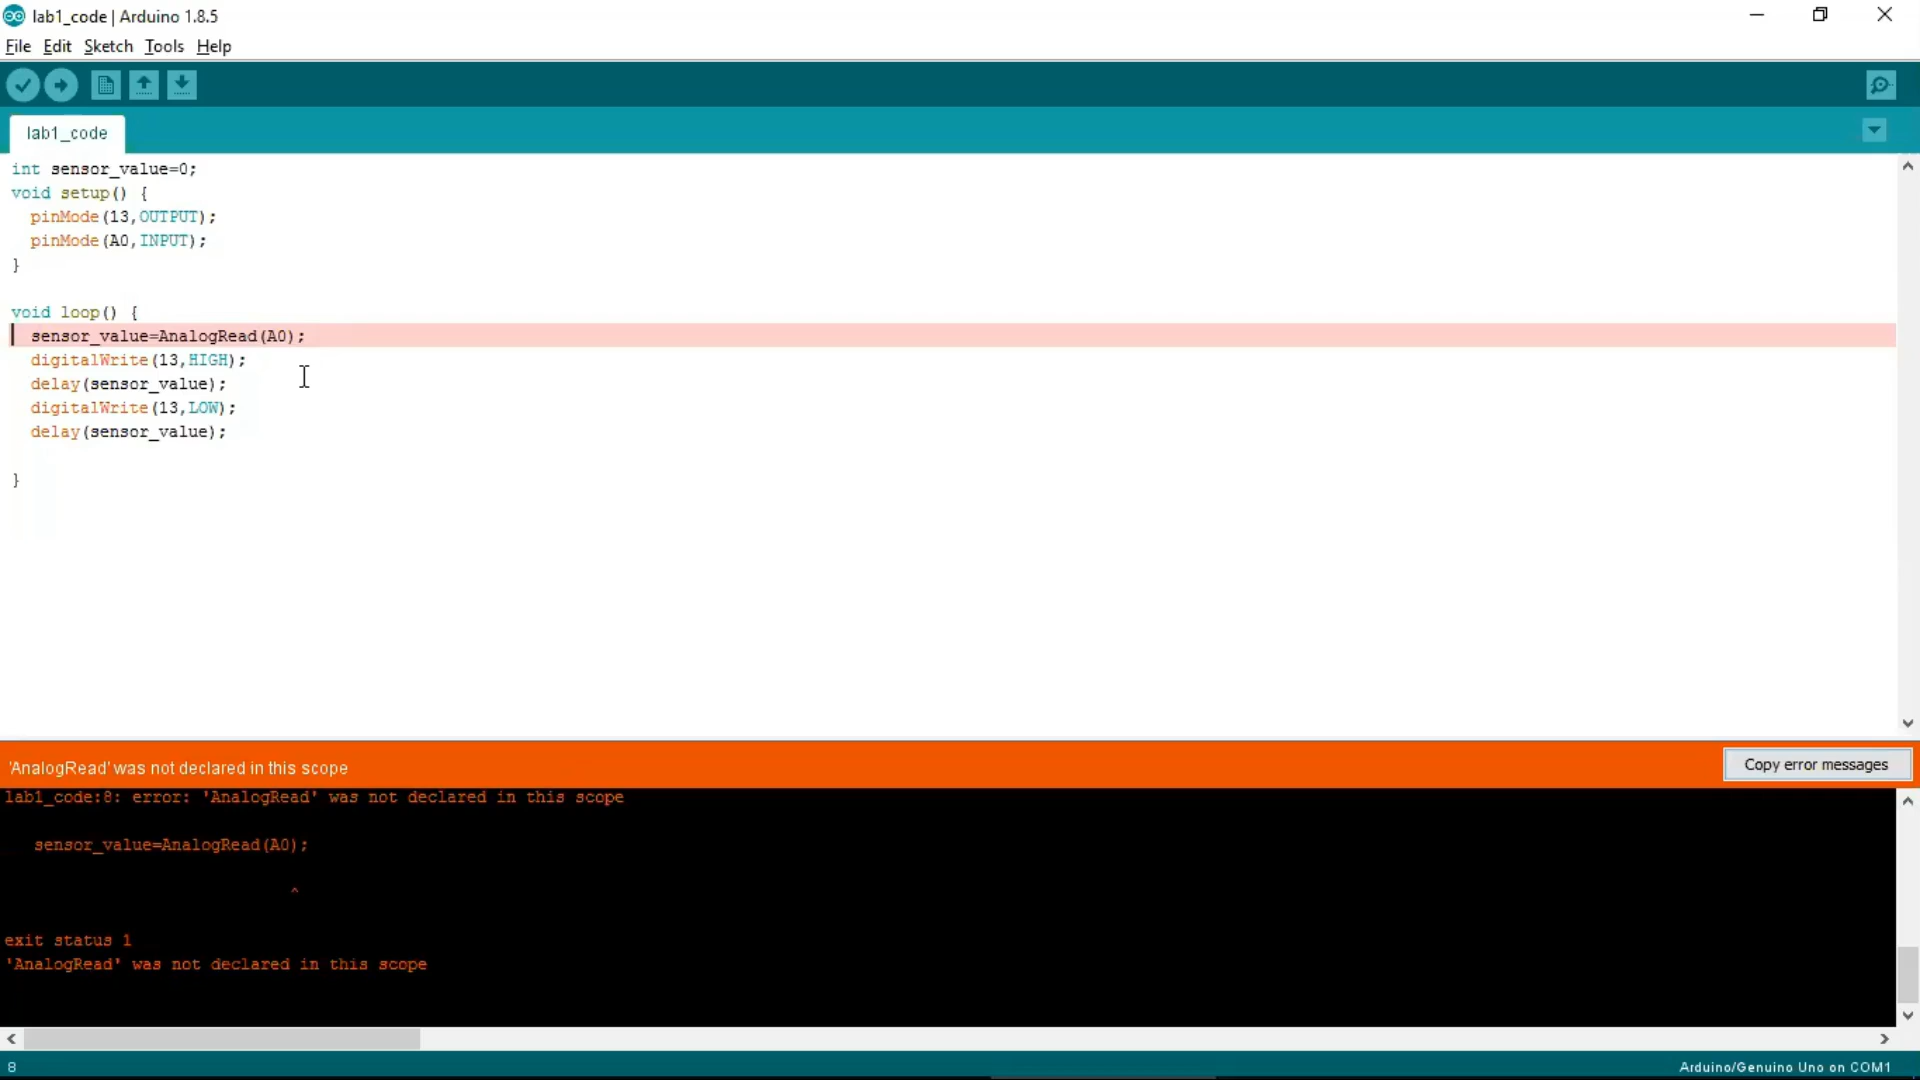 lab1_code | Arduino 1.8.5
File Edit Sketch Tools Help
lab1_code
int sensor_value=0;
void setup() {
  pinMode(13,OUTPUT);
  pinMode(A0,INPUT);
}
void loop() {
  sensor_value=AnalogRead(A0);
  digitalWrite(13,HIGH);
  delay(sensor_value);
  digitalWrite(13,LOW);
  delay(sensor_value);
}
'AnalogRead' was not declared in this scope
Copy error messages
lab1_code:8: error: 'AnalogRead' was not declared in this scope
   sensor_value=AnalogRead(A0);
^
exit status 1
'AnalogRead' was not declared in this scope
8
Arduino/Genuino Uno on COM1